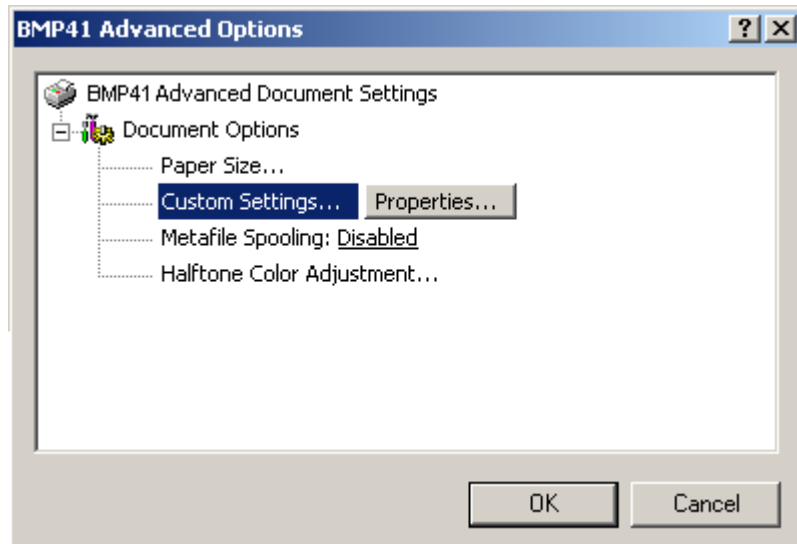 BMP41 Advanced Options
BMP41 Advanced Document Settings
Document Options
Paper Size...
Custom Settings... Properties...
Metafile Spooling: Disabled
Halftone Color Adjustment...
OK Cancel